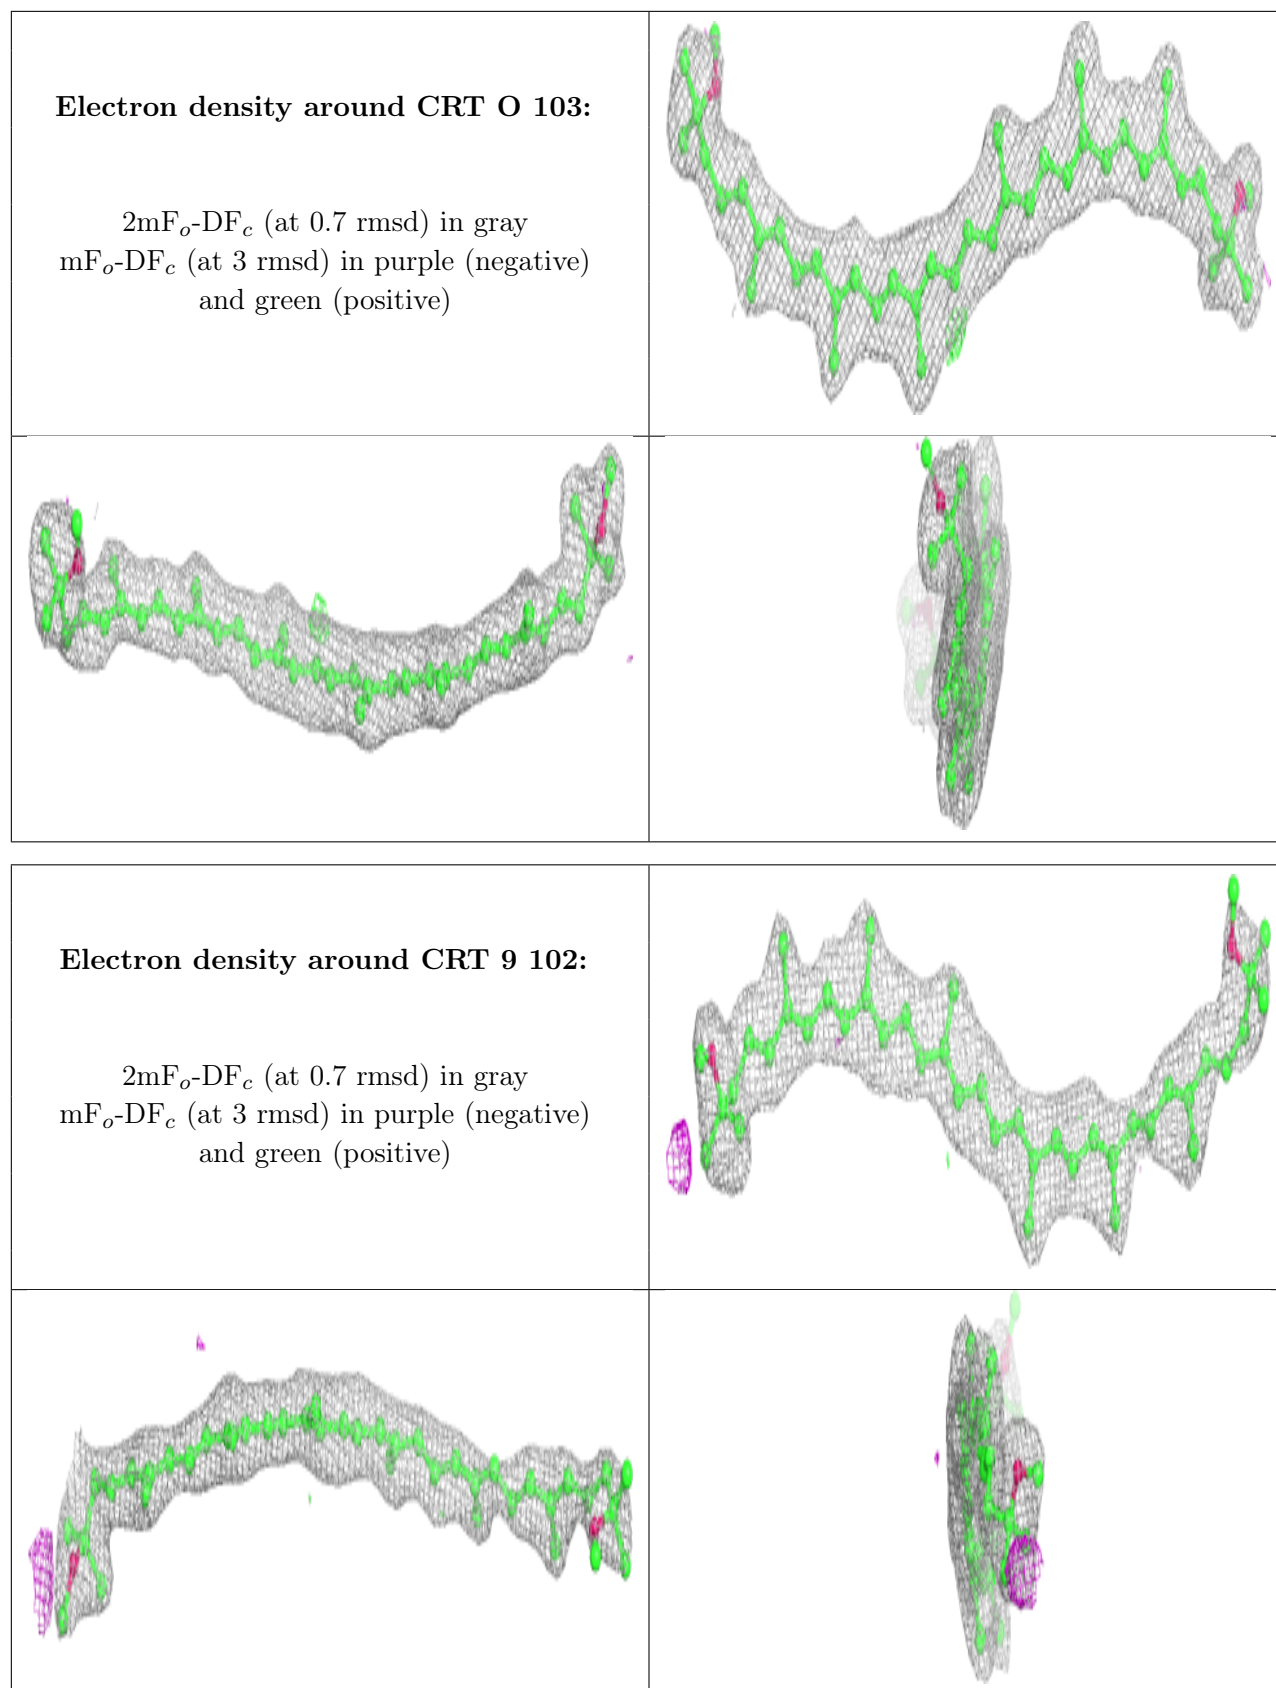 Electron density around CRT O 103:
2mFₒ-DF𝒸 (at 0.7 rmsd) in gray
mFₒ-DF𝒸 (at 3 rmsd) in purple (negative)
and green (positive)
Electron density around CRT 9 102:
2mFₒ-DF𝒸 (at 0.7 rmsd) in gray
mFₒ-DF𝒸 (at 3 rmsd) in purple (negative)
and green (positive)